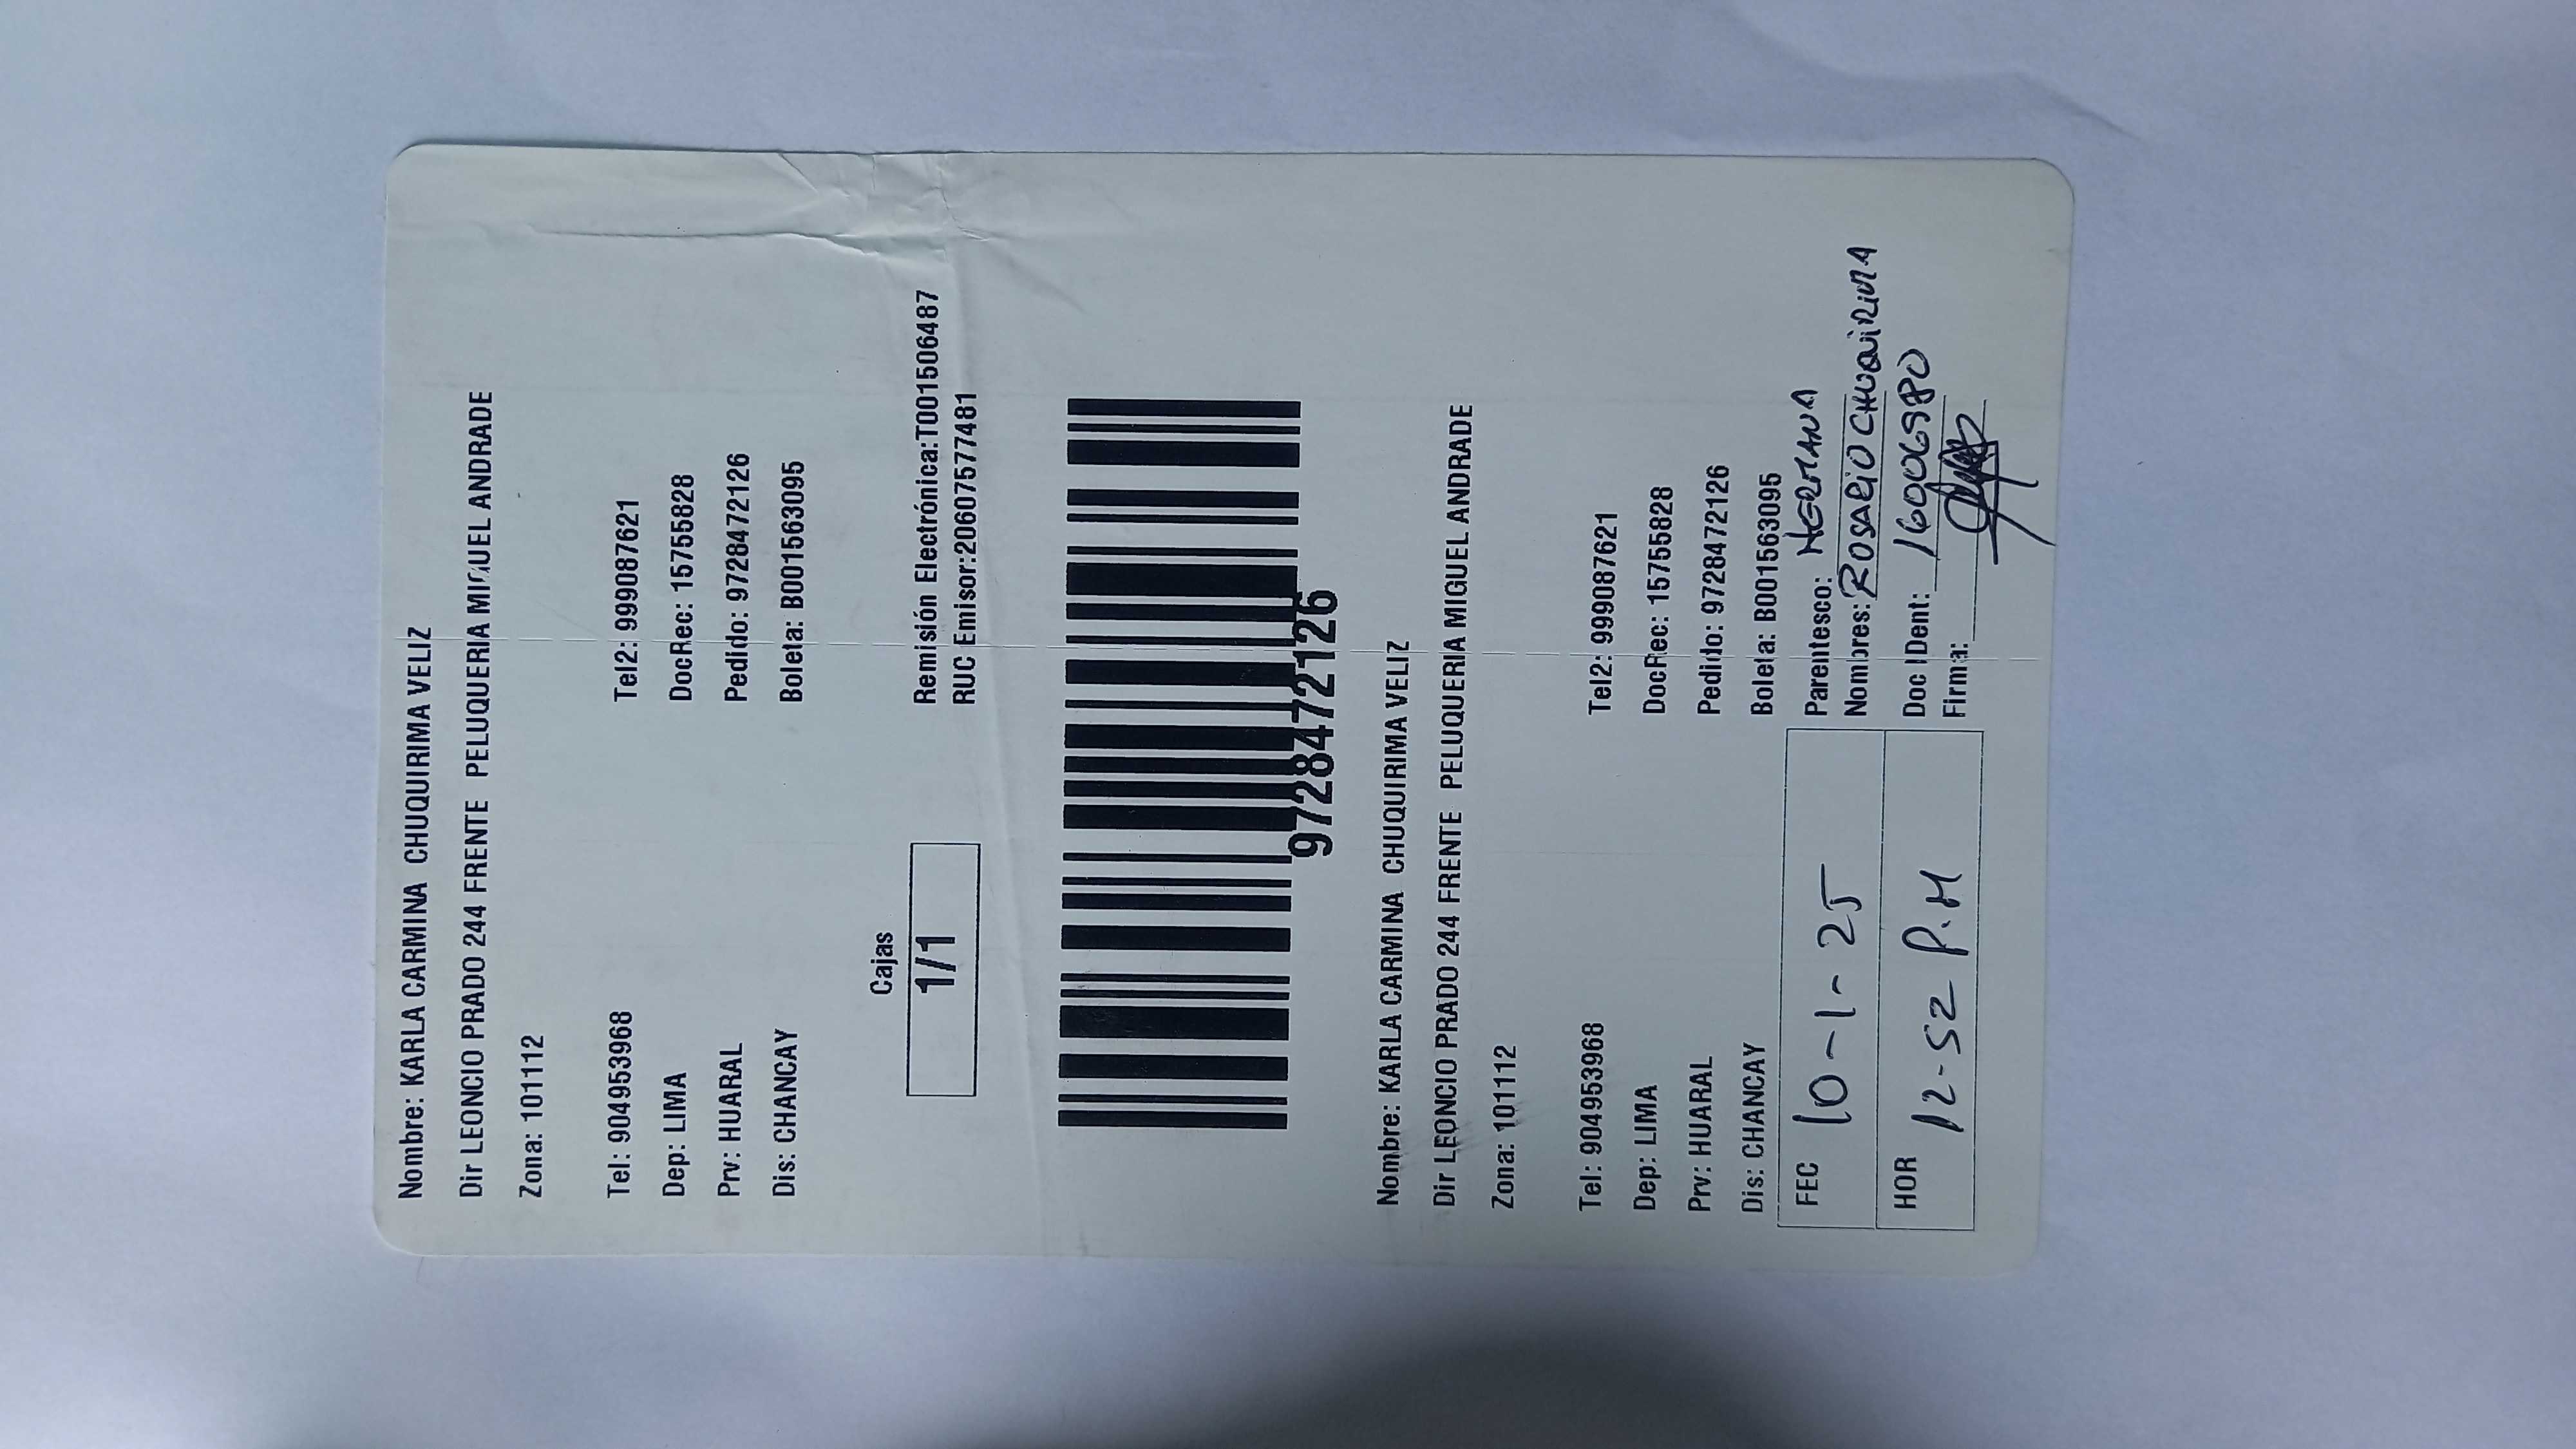 Nombre: KARLA CARMINA CHUQUIRIMA VELIZ
Dir LEONCIO PRADO 244 FRENTE PELUQUERIA MIGUEL ANDRADE
Zona: 101112
Tel: 904953968 Tel2: 999087621
Dep: LIMA DocRec: 15755828
Prv: HUARAL Pedido: 972847​2126
Dis: CHANCAY Boleta: B001563095
Cajas
1/1
Remisión Electrónica:T001506487
RUC Emisor:20607577481
9728472126
Nombre: KARLA CARMINA CHUQUIRIMA VELIZ
Dir LEONCIO PRADO 244 FRENTE PELUQUERIA MIGUEL ANDRADE
Zona: 101112
Tel: 904953968 Tel2: 999087621
Dep: LIMA DocRec: 15755828
Prv: HUARAL Pedido: 9728472126
Dis: CHANCAY Boleta: B001563095
FEC 10-1-25
HOR 12-52 P.M
Parentesco: HERMANA
Nombres: ROSARIO CHUQUIRIMA
Doc IDent: 16006980
Firma: